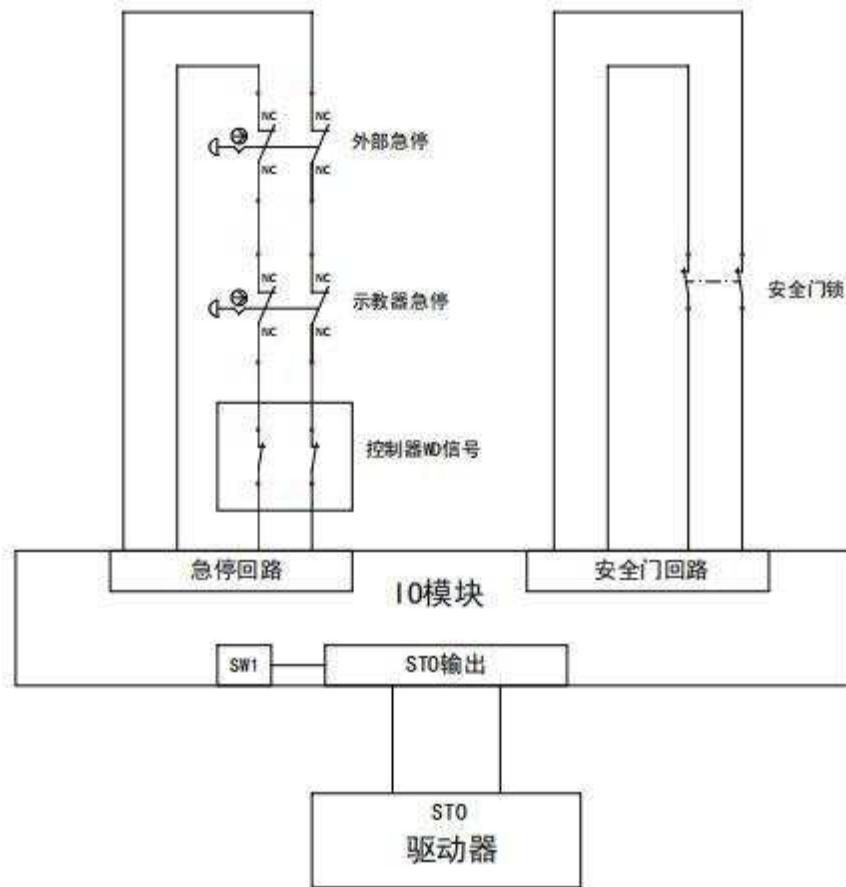 NC
NC
外部急停
NC
NC
NC
NC
示教器急停
NC
NC
安全门锁
控制器WD信号
急停回路
安全门回路
IO模块
SW1
STO输出
STO
驱动器